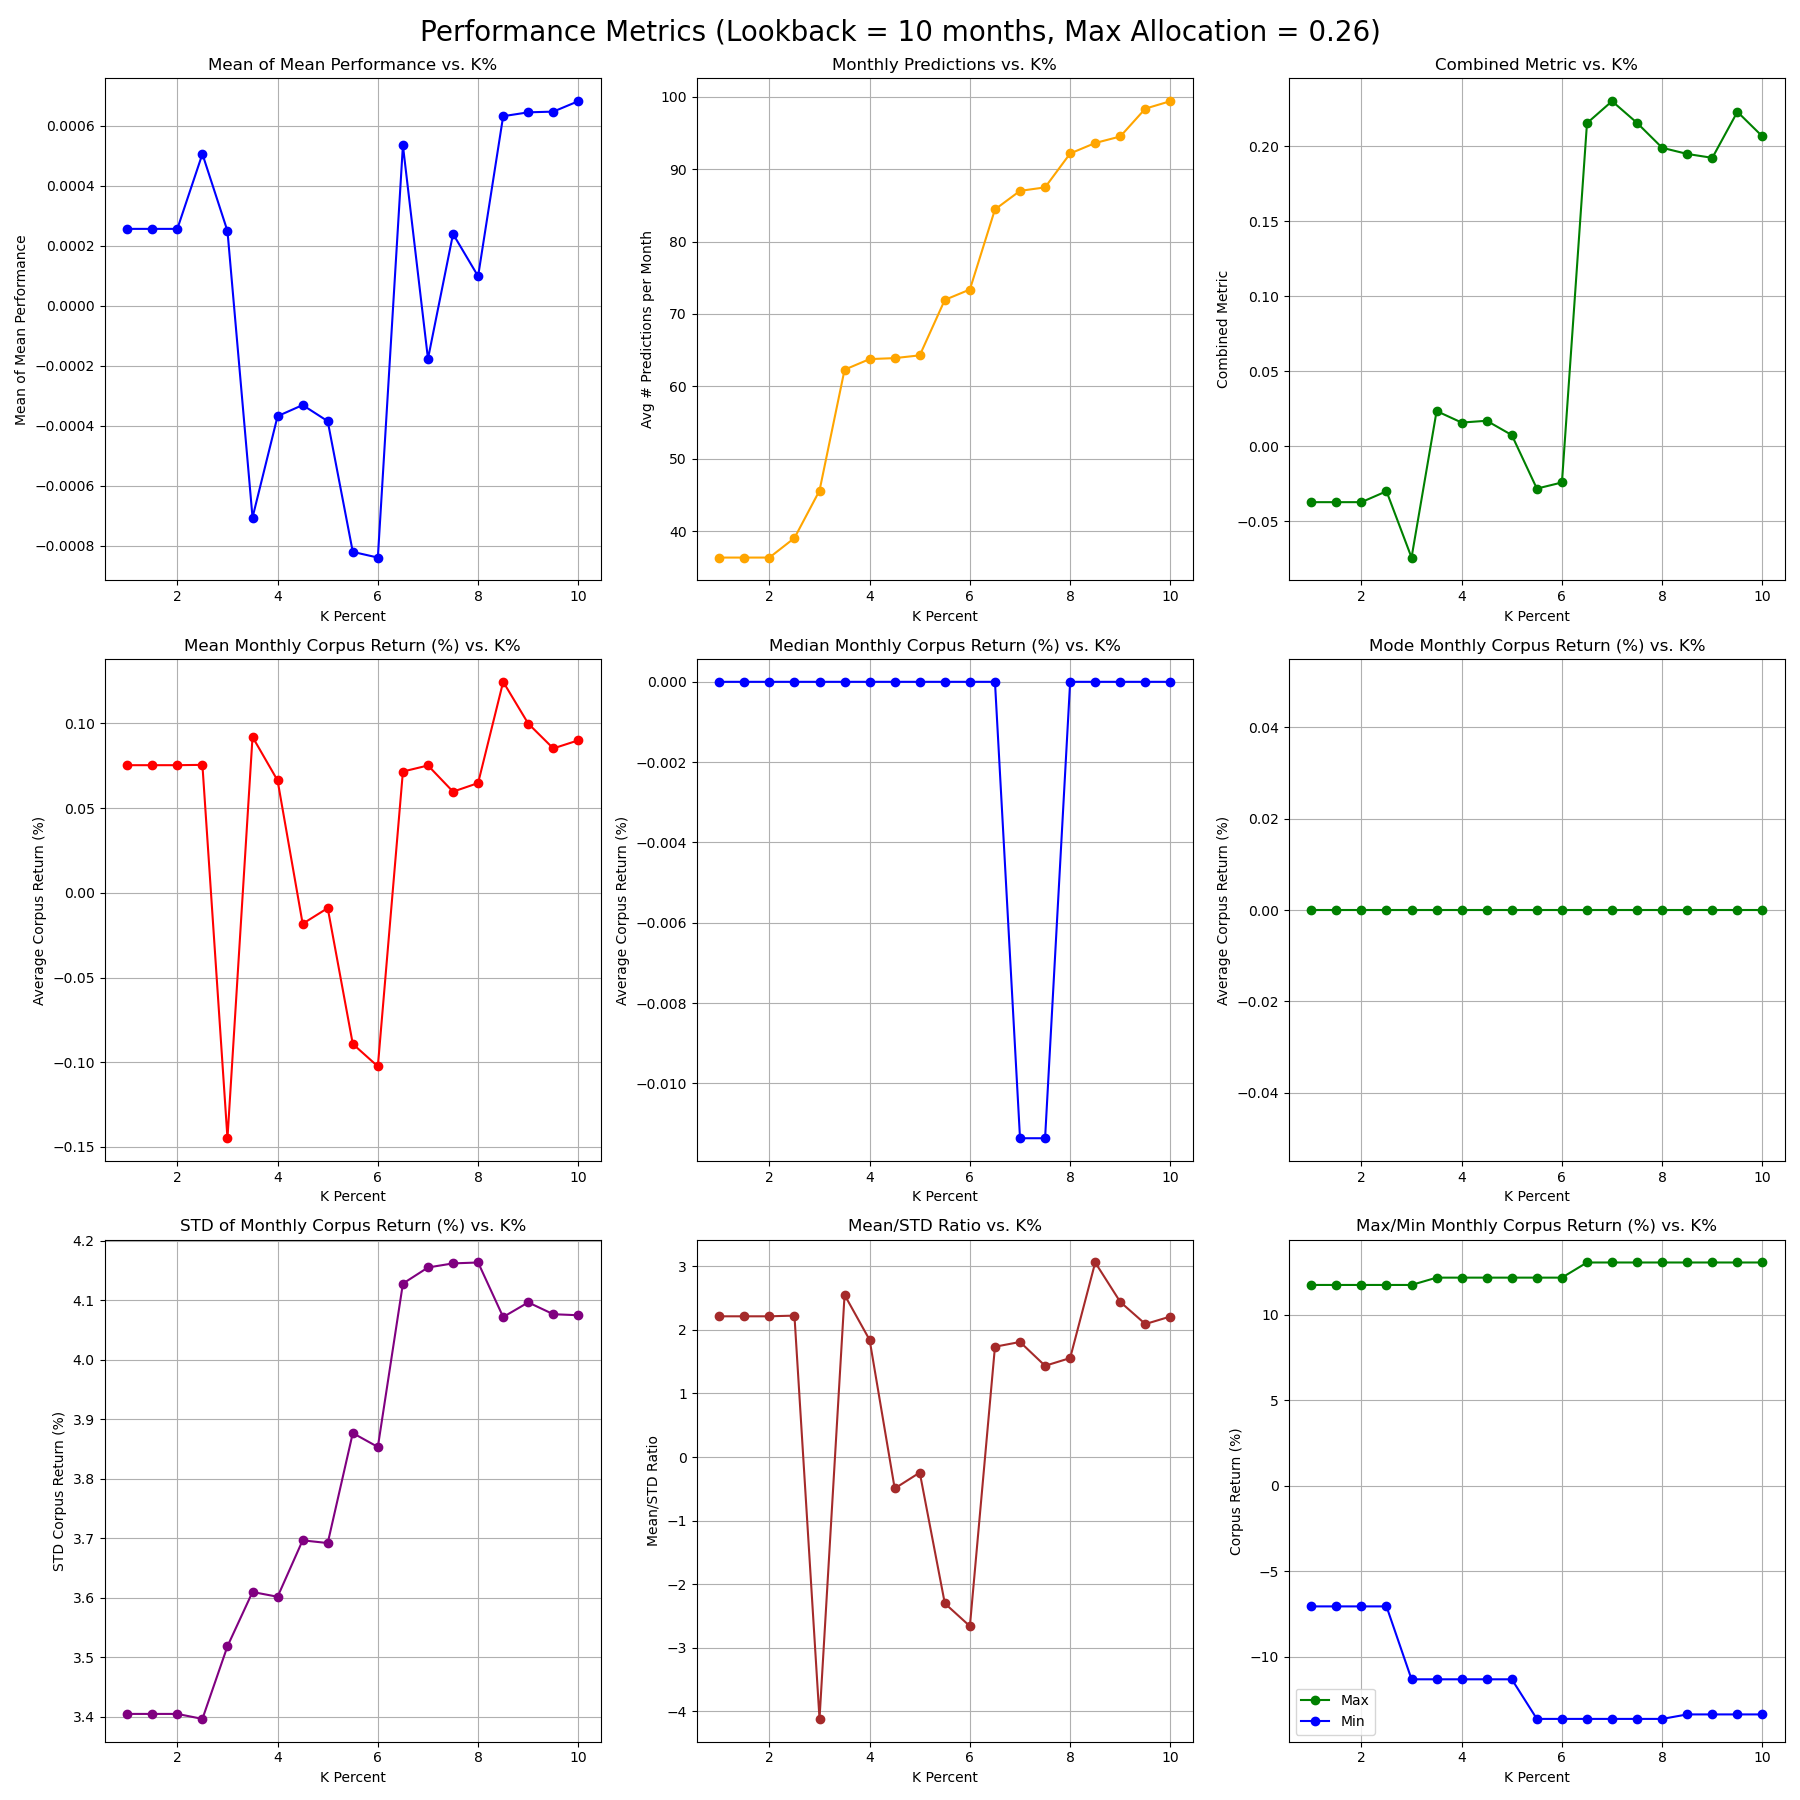 Performance Metrics (Lookback = 10 months, Max Allocation = 0.26)
Mean of Mean Performance vs. K%
Mean of Mean Performance
0.0006
0.0004
0.0002
0.0000
−0.0002
−0.0004
−0.0006
−0.0008
2 4 6 8 10
K Percent
Monthly Predictions vs. K%
Avg # Predictions per Month
100
90
80
70
60
50
40
2 4 6 8 10
K Percent
Combined Metric vs. K%
Combined Metric
0.20
0.15
0.10
0.05
0.00
−0.05
2 4 6 8 10
K Percent
Mean Monthly Corpus Return (%) vs. K%
Average Corpus Return (%)
0.10
0.05
0.00
−0.05
−0.10
−0.15
2 4 6 8 10
K Percent
Median Monthly Corpus Return (%) vs. K%
Average Corpus Return (%)
0.000
−0.002
−0.004
−0.006
−0.008
−0.010
2 4 6 8 10
K Percent
Mode Monthly Corpus Return (%) vs. K%
Average Corpus Return (%)
0.04
0.02
0.00
−0.02
−0.04
2 4 6 8 10
K Percent
STD of Monthly Corpus Return (%) vs. K%
STD Corpus Return (%)
4.2
4.1
4.0
3.9
3.8
3.7
3.6
3.5
3.4
2 4 6 8 10
K Percent
Mean/STD Ratio vs. K%
Mean/STD Ratio
3
2
1
0
−1
−2
−3
−4
2 4 6 8 10
K Percent
Max/Min Monthly Corpus Return (%) vs. K%
Corpus Return (%)
10
5
0
−5
−10
Max
Min
2 4 6 8 10
K Percent